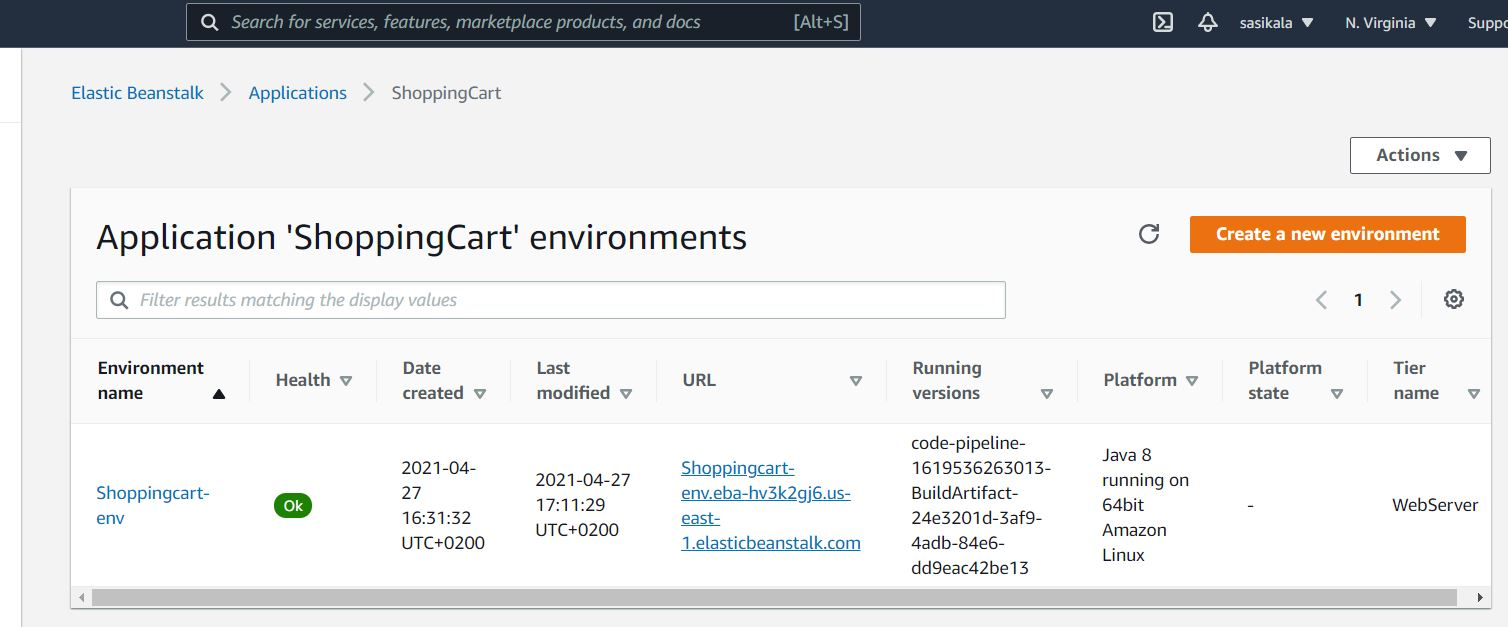 Search for services, features, marketplace products, and docs [Alt+S] sasikala N. Virginia Suppo
Elastic Beanstalk Applications ShoppingCart
Actions
Application 'ShoppingCart' environments
Create a new environment
Filter results matching the display values
1
Environment
name
Health
Date
created
Last
modified
URL
Running
versions
Platform
Platform
state
Tier
name
Shoppingcart-
env
Ok
2021-04-
27
16:31:32
UTC+0200
2021-04-27
17:11:29
UTC+0200
Shoppingcart-
env.eba-hv3k2gj6.us-
east-
1.elasticbeanstalk.com
code-pipeline-
1619536263013-
BuildArtifact-
24e3201d-3af9-
4adb-84e6-
dd9eac42be13
Java 8
running on
64bit
Amazon
Linux
-
WebServer